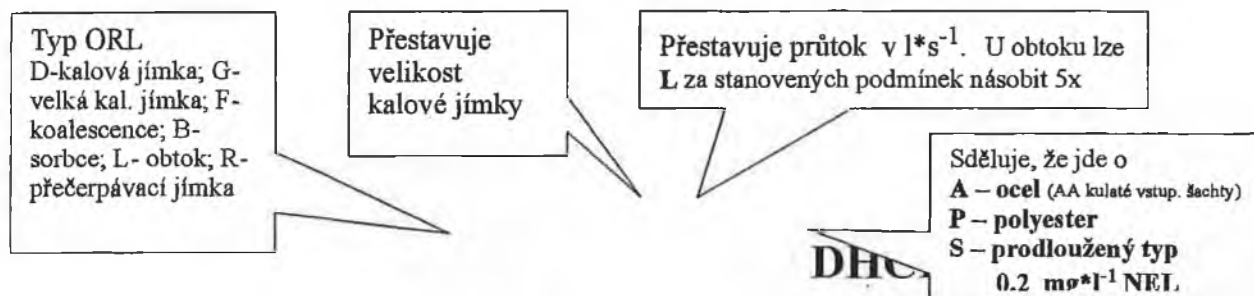 Typ ORL
D-kalová jímka; G-
velká kal. jímka; F-
koalescence; B-
sorbce; L- obtok; R-
přečerpávací jímka
Přestavuje
velikost
kalové jímky
Přestavuje průtok v l*s-1. U obtoku lze
L za stanovených podmínek násobit 5x
Sděluje, že jde o
A – ocel (AA kulaté vstup. šachty)
P – polyester
S – prodloužený typ
0.2 mg*l-1 NEL